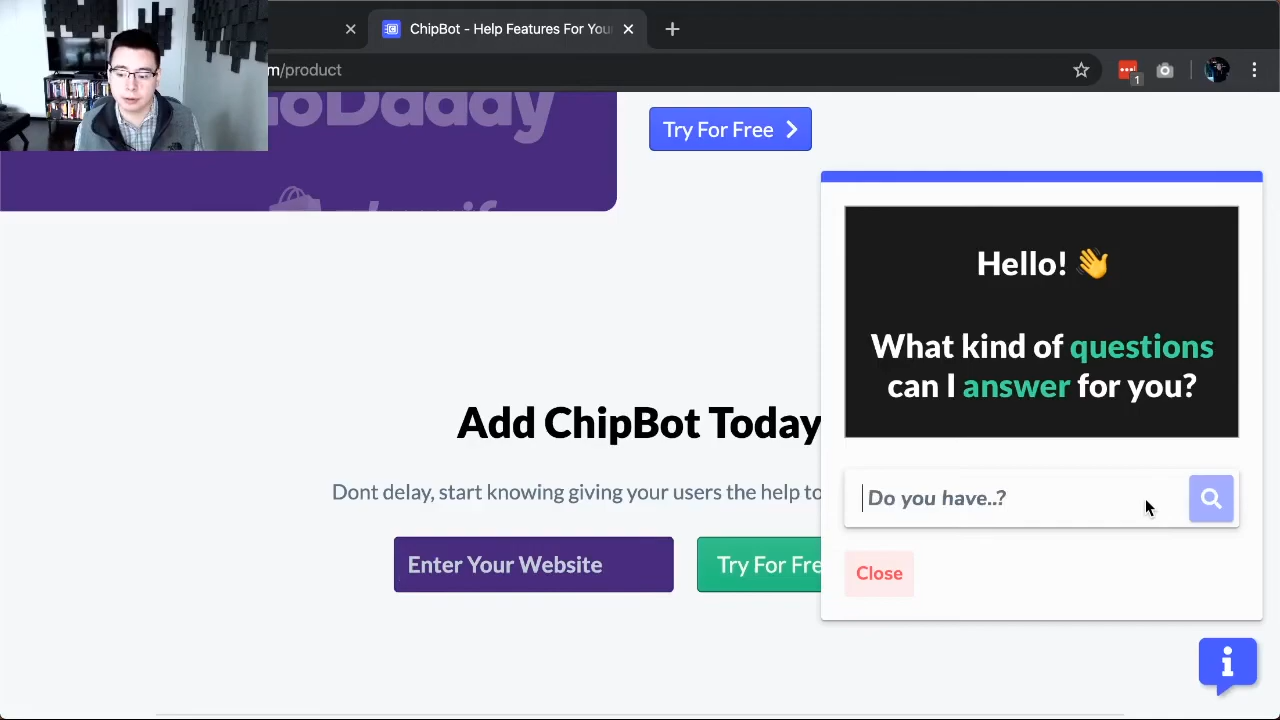 ChipBot - Help Features For You
m/product
1
oDaddy
Try For Free
Hello! 👋
What kind of questions
can I answer for you?
Add ChipBot Today
Dont delay, start knowing giving your users the help to
Do you have..?
Enter Your Website
Try For Fre
Close